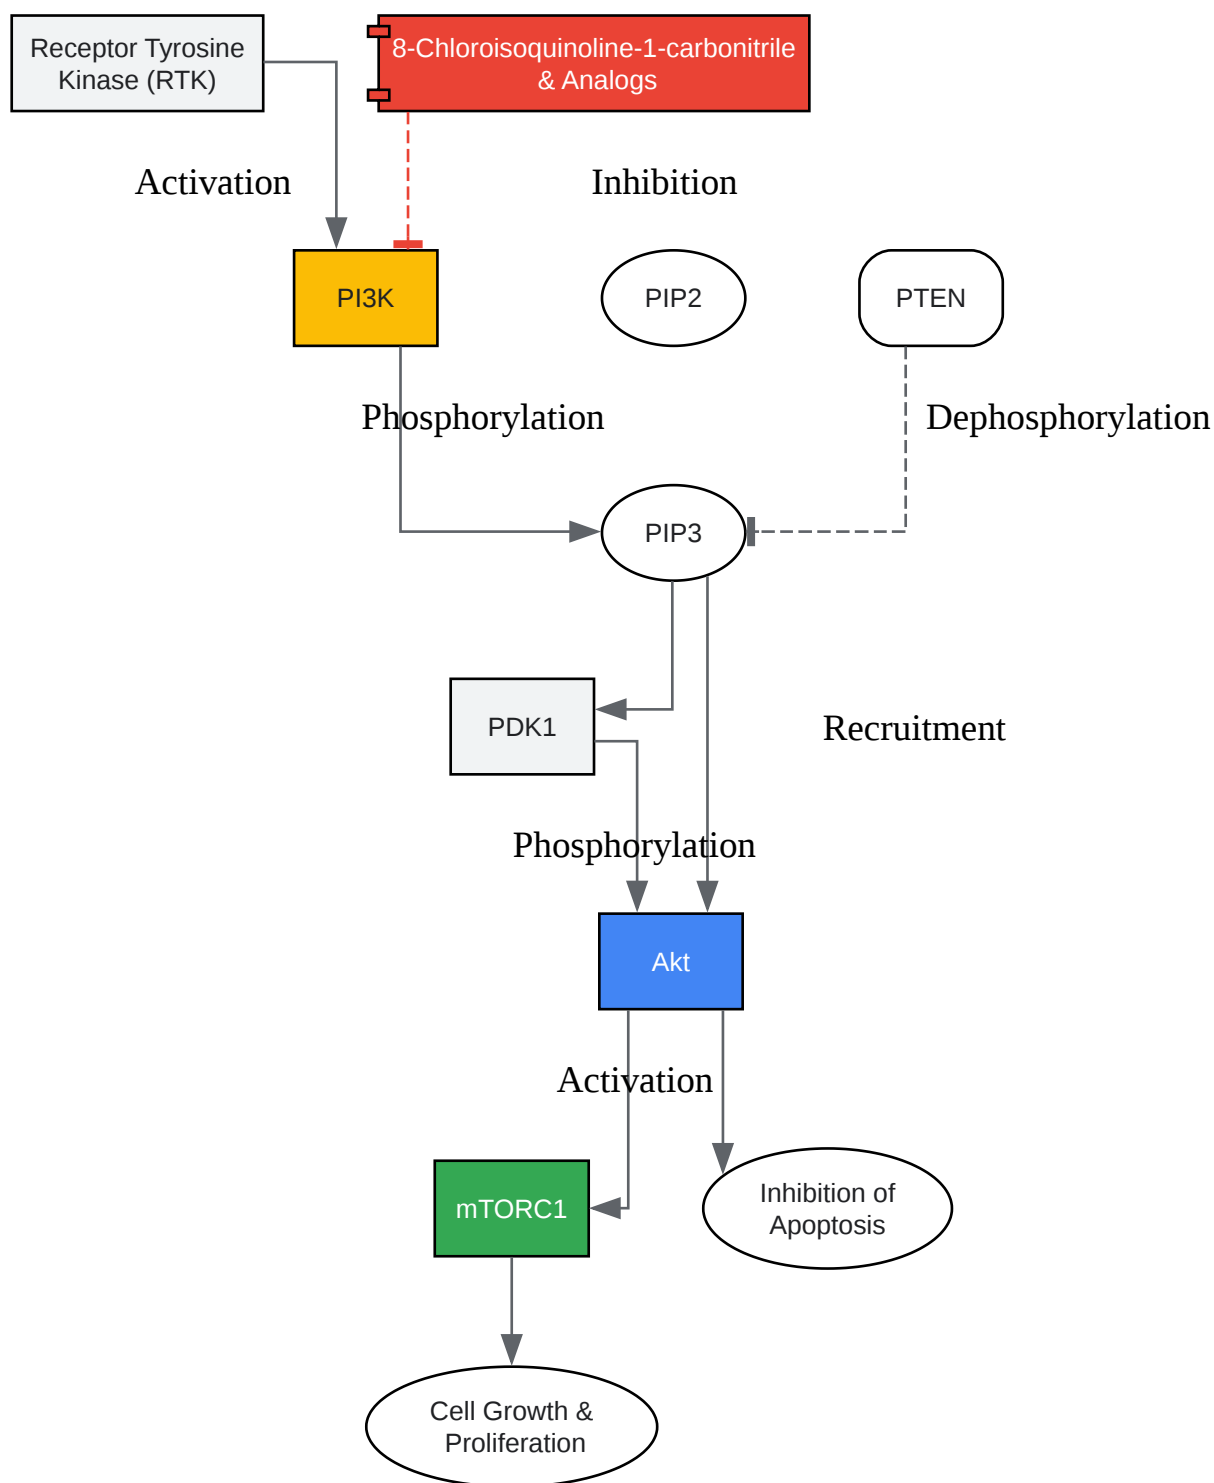 Receptor Tyrosine
Kinase (RTK)
8-Chloroisoquinoline-1-carbonitrile
& Analogs
Activation
Inhibition
PI3K
PIP2
PTEN
Phosphorylation
Dephosphorylation
PIP3
PDK1
Recruitment
Phosphorylation
Akt
Activation
mTORC1
Inhibition of
Apoptosis
Cell Growth &
Proliferation